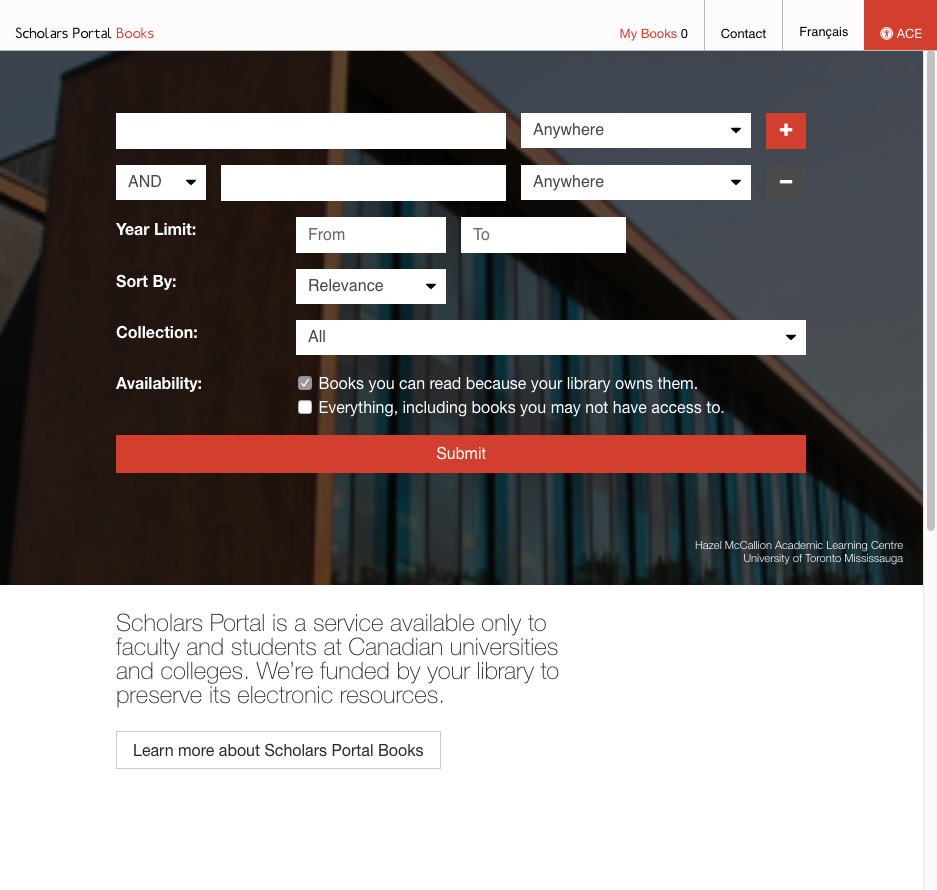 Scholars Portal Books
My Books 0
Contact
Français
ACE
Anywhere
AND
Anywhere
Year Limit:
From
To
Sort By:
Relevance
Collection:
All
Availability:
Books you can read because your library owns them.
Everything, including books you may not have access to.
Submit
Hazel McCallion Academic Learning Centre
University of Toronto Mississauga
Scholars Portal is a service available only to
faculty and students at Canadian universities
and colleges. We’re funded by your library to
preserve its electronic resources.
Learn more about Scholars Portal Books